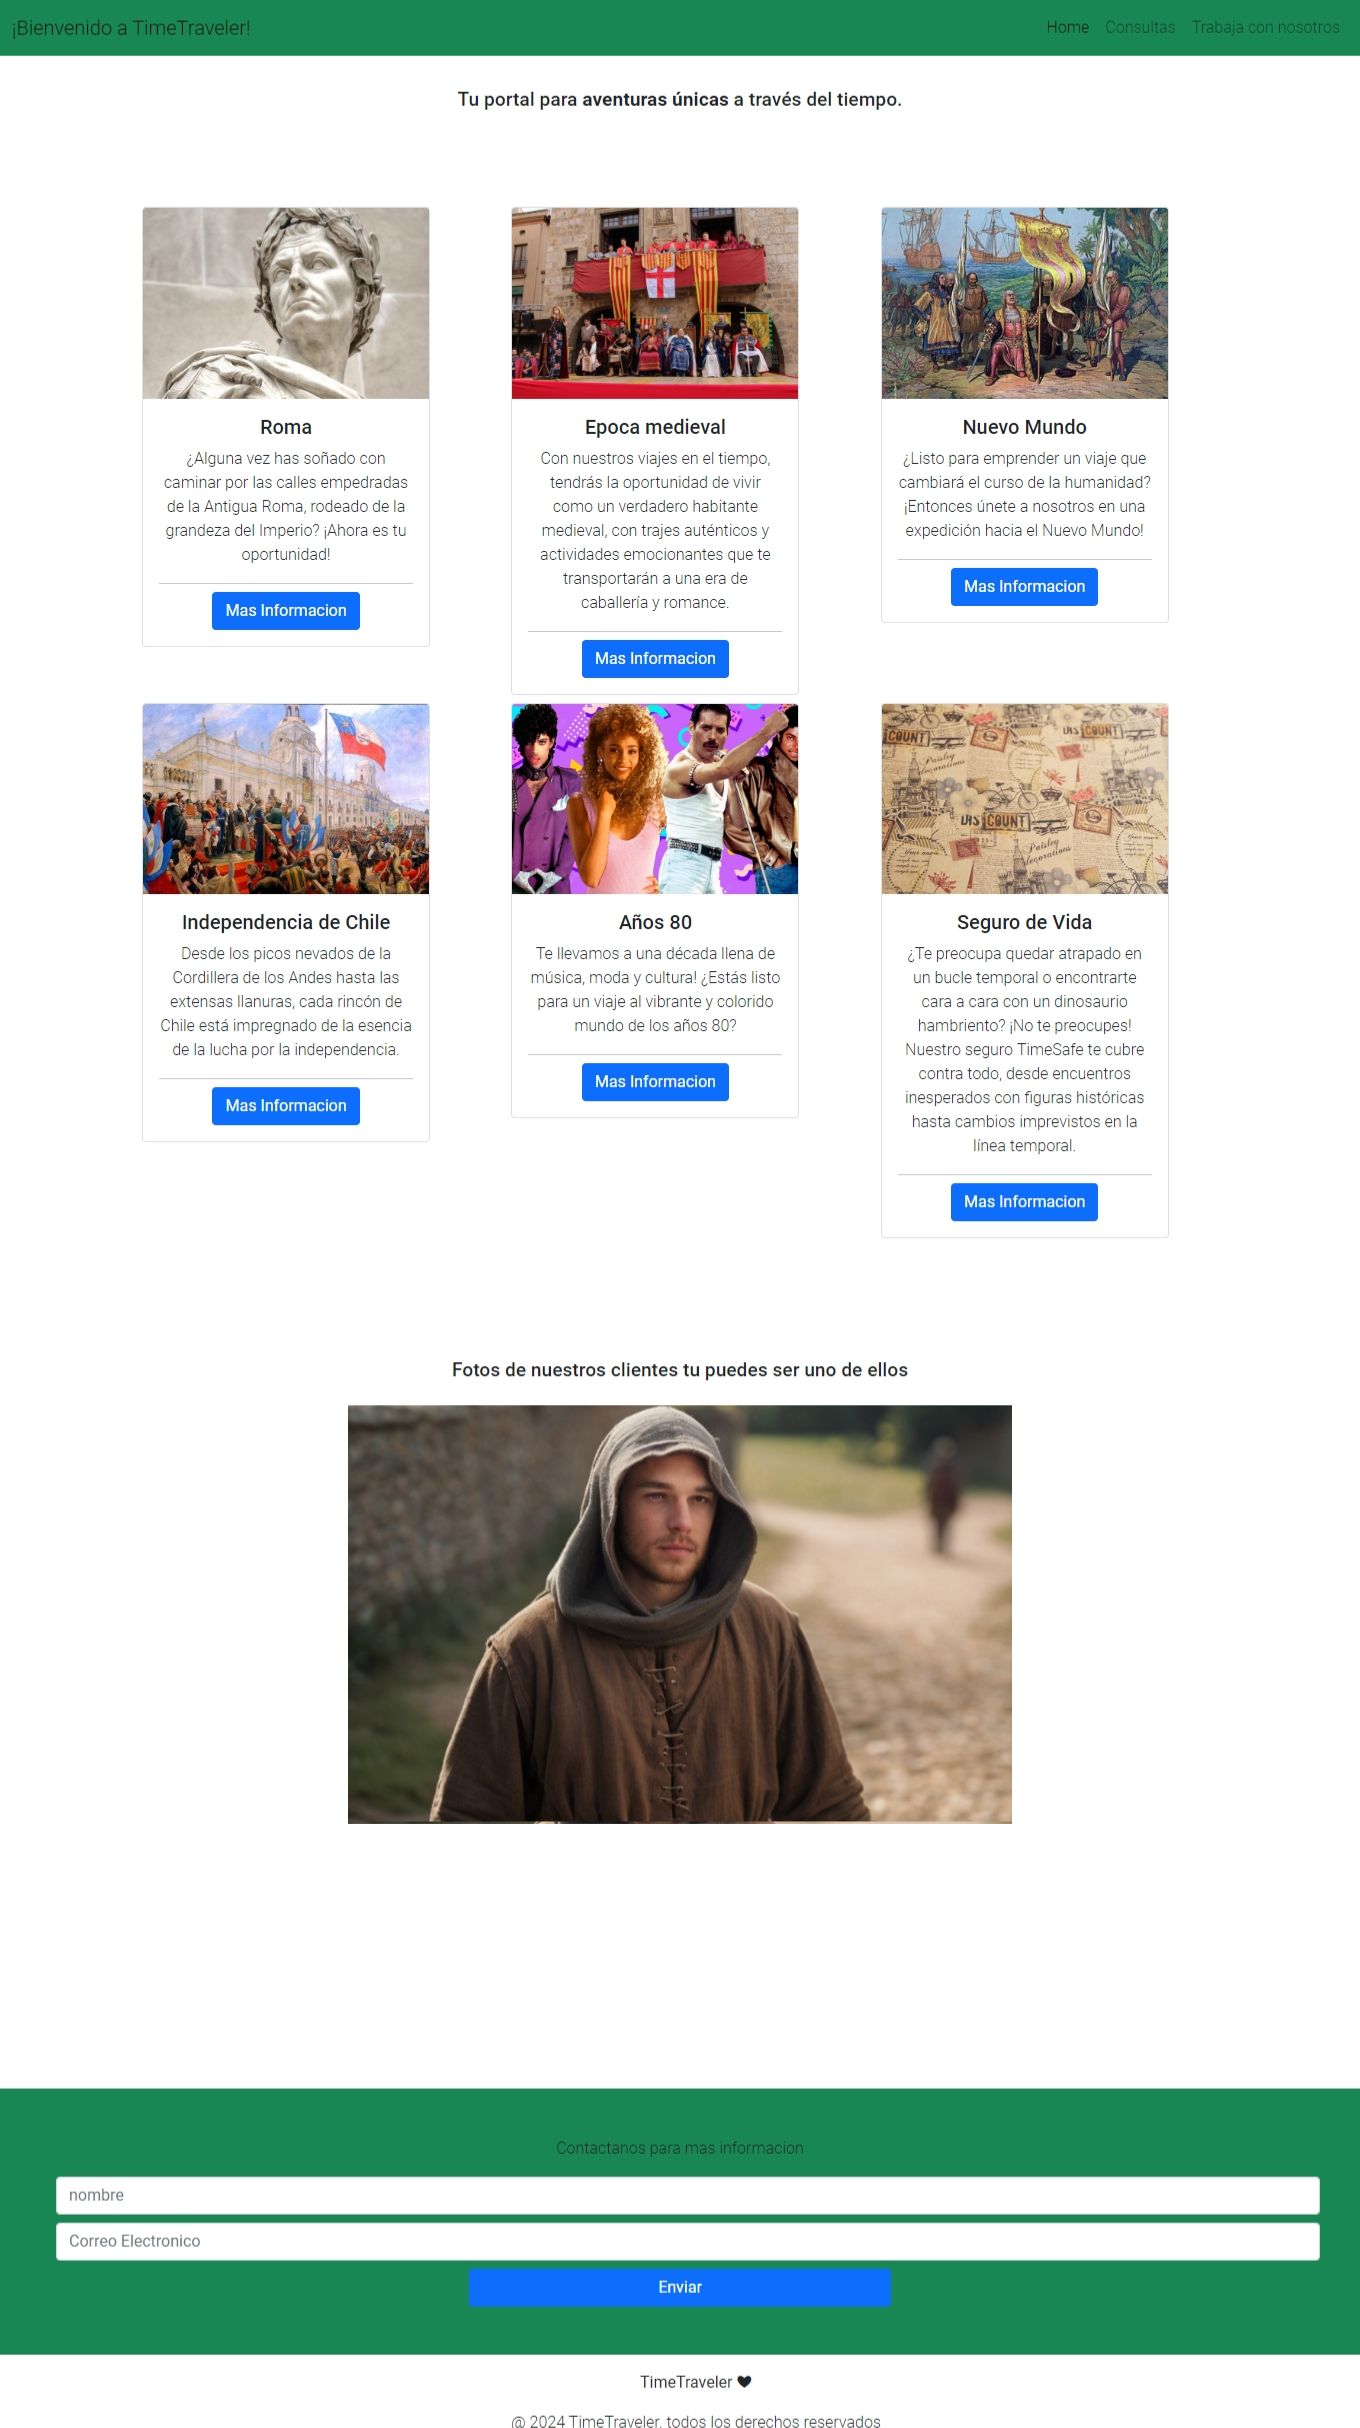 ¡Bienvenido a TimeTraveler!
Home Consultas Trabaja con nosotros
Tu portal para aventuras únicas a través del tiempo.
Roma
¿Alguna vez has soñado con
caminar por las calles empedradas
de la Antigua Roma, rodeado de la
grandeza del Imperio? ¡Ahora es tu
oportunidad!
Mas Informacion
Epoca medieval
Con nuestros viajes en el tiempo,
tendrás la oportunidad de vivir
como un verdadero habitante
medieval, con trajes auténticos y
actividades emocionantes que te
transportarán a una era de
caballería y romance.
Mas Informacion
Nuevo Mundo
¿Listo para emprender un viaje que
cambiará el curso de la humanidad?
¡Entonces únete a nosotros en una
expedición hacia el Nuevo Mundo!
Mas Informacion
Independencia de Chile
Desde los picos nevados de la
Cordillera de los Andes hasta las
extensas llanuras, cada rincón de
Chile está impregnado de la esencia
de la lucha por la independencia.
Mas Informacion
Años 80
Te llevamos a una década llena de
música, moda y cultura! ¿Estás listo
para un viaje al vibrante y colorido
mundo de los años 80?
Mas Informacion
COUNT
COUNT
Paisley
decorations
COUNT
Paisley
decorations
Seguro de Vida
¿Te preocupa quedar atrapado en
un bucle temporal o encontrarte
cara a cara con un dinosaurio
hambriento? ¡No te preocupes!
Nuestro seguro TimeSafe te cubre
contra todo, desde encuentros
inesperados con figuras históricas
hasta cambios imprevistos en la
línea temporal.
Mas Informacion
Fotos de nuestros clientes tu puedes ser uno de ellos
Contactanos para mas informacion
nombre
Correo Electronico
Enviar
TimeTraveler ♥
@ 2024 TimeTraveler. todos los derechos reservados